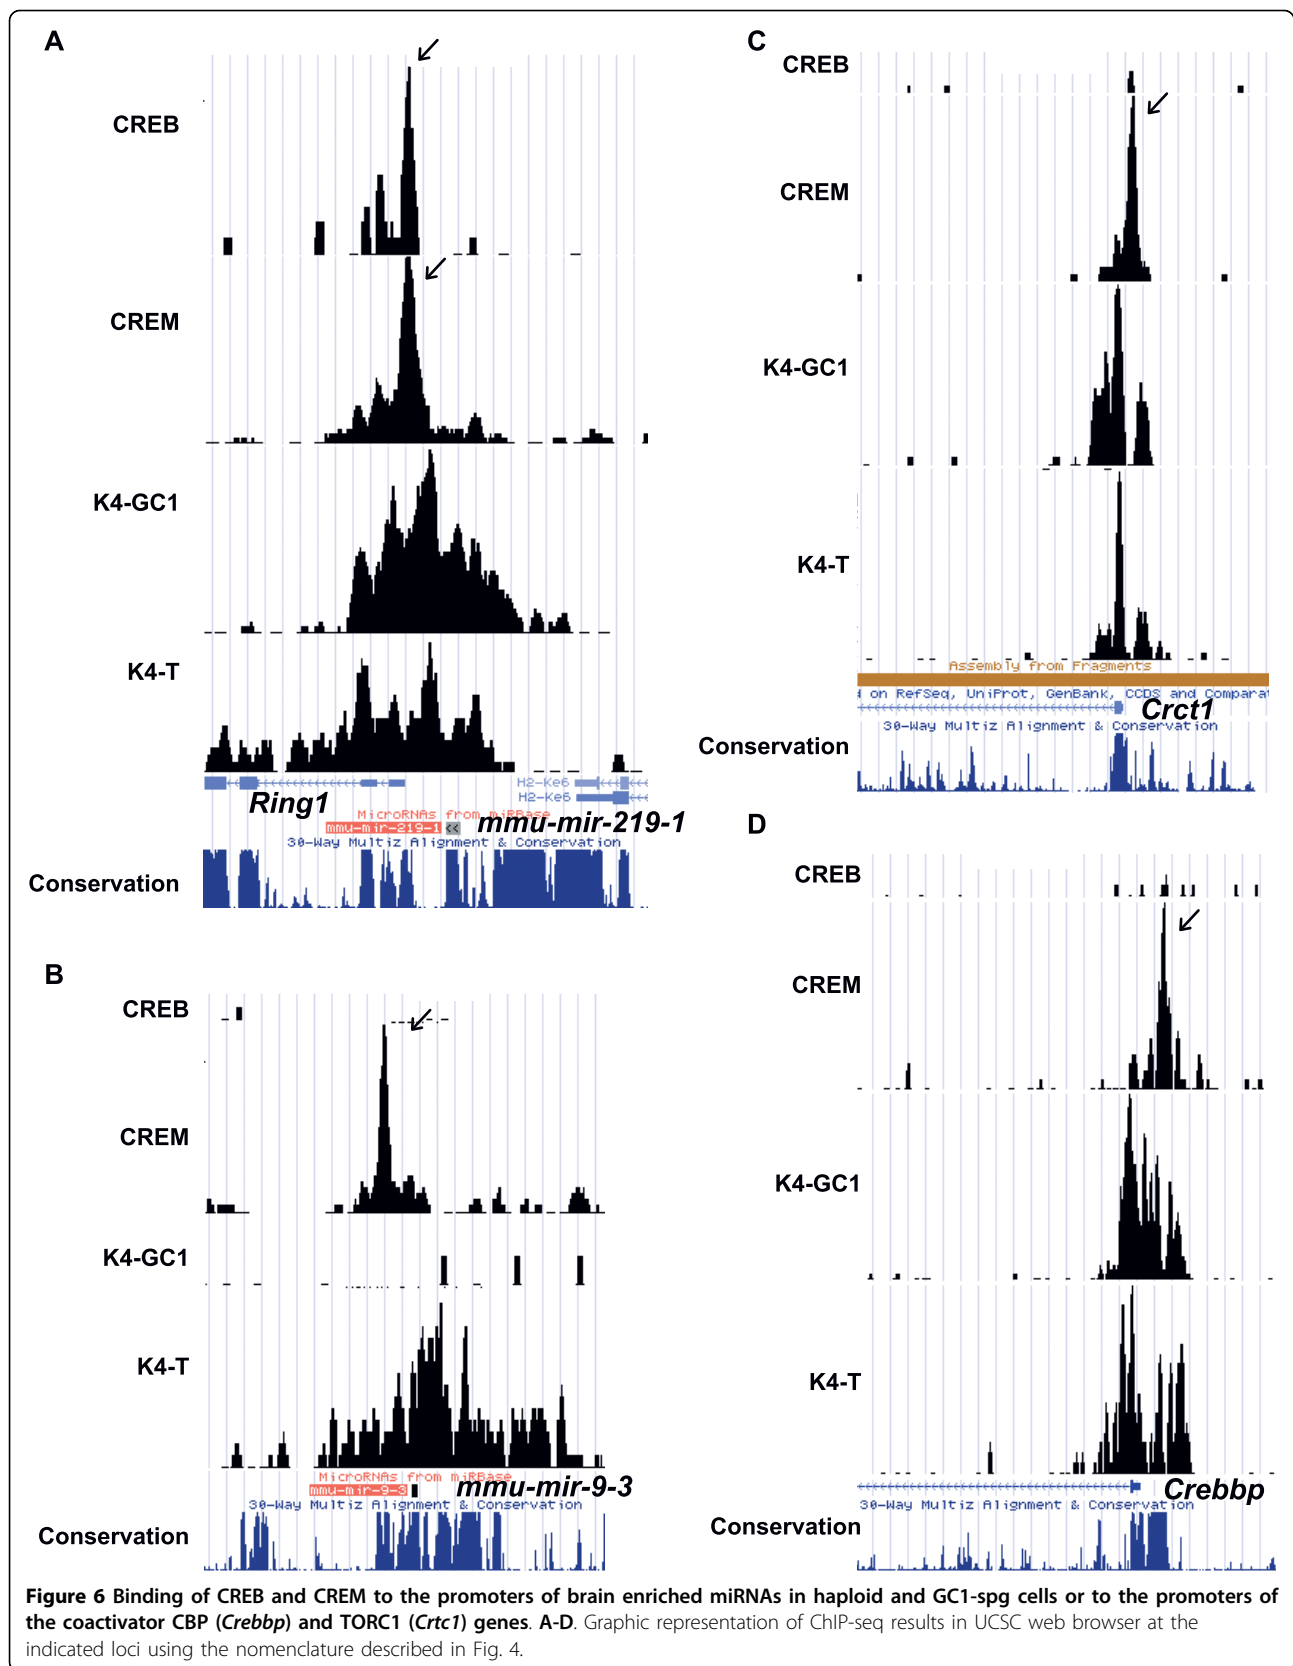 A
CREB
CREM
K4-GC1
K4-T
H2-Ke6
H2-Ke6
Ring1
MicroRNAs from miRBase
mmu-mir-219-1
<<
mmu-mir-219-1
30-Way Multiz Alignment & Conservation
Conservation
B
CREB
CREM
K4-GC1
K4-T
MicroRNAs from miRBase
mmu-mir-9-3
mmu-mir-9-3
30-Way Multiz Alignment & Conservation
Conservation
C
CREB
CREM
K4-GC1
K4-T
Assembly from Fragments
on RefSeq, UniProt, GenBank, CCDS and Comparat
Crct1
30-Way Multiz Alignment & Conservation
Conservation
D
CREB
CREM
K4-GC1
K4-T
Crebbp
30-Way Multiz Alignment & Conservation
Conservation
Figure 6 Binding of CREB and CREM to the promoters of brain enriched miRNAs in haploid and GC1-spg cells or to the promoters of
the coactivator CBP (Crebbp) and TORC1 (Crtc1) genes. A-D. Graphic representation of ChIP-seq results in UCSC web browser at the
indicated loci using the nomenclature described in Fig. 4.